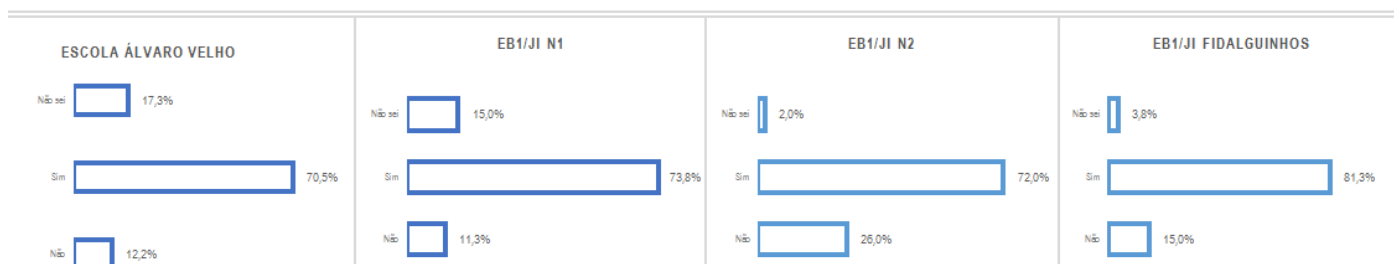 ESCOLA ÁLVARO VELHO
Não sei 17,3%
Sim 70,5%
Não 12,2%
EB1/JI N1
Não sei 15,0%
Sim 73,8%
Não 11,3%
EB1/JI N2
Não sei 2,0%
Sim 72,0%
Não 26,0%
EB1/JI FIDALGUINHOS
Não sei 3,8%
Sim 81,3%
Não 15,0%